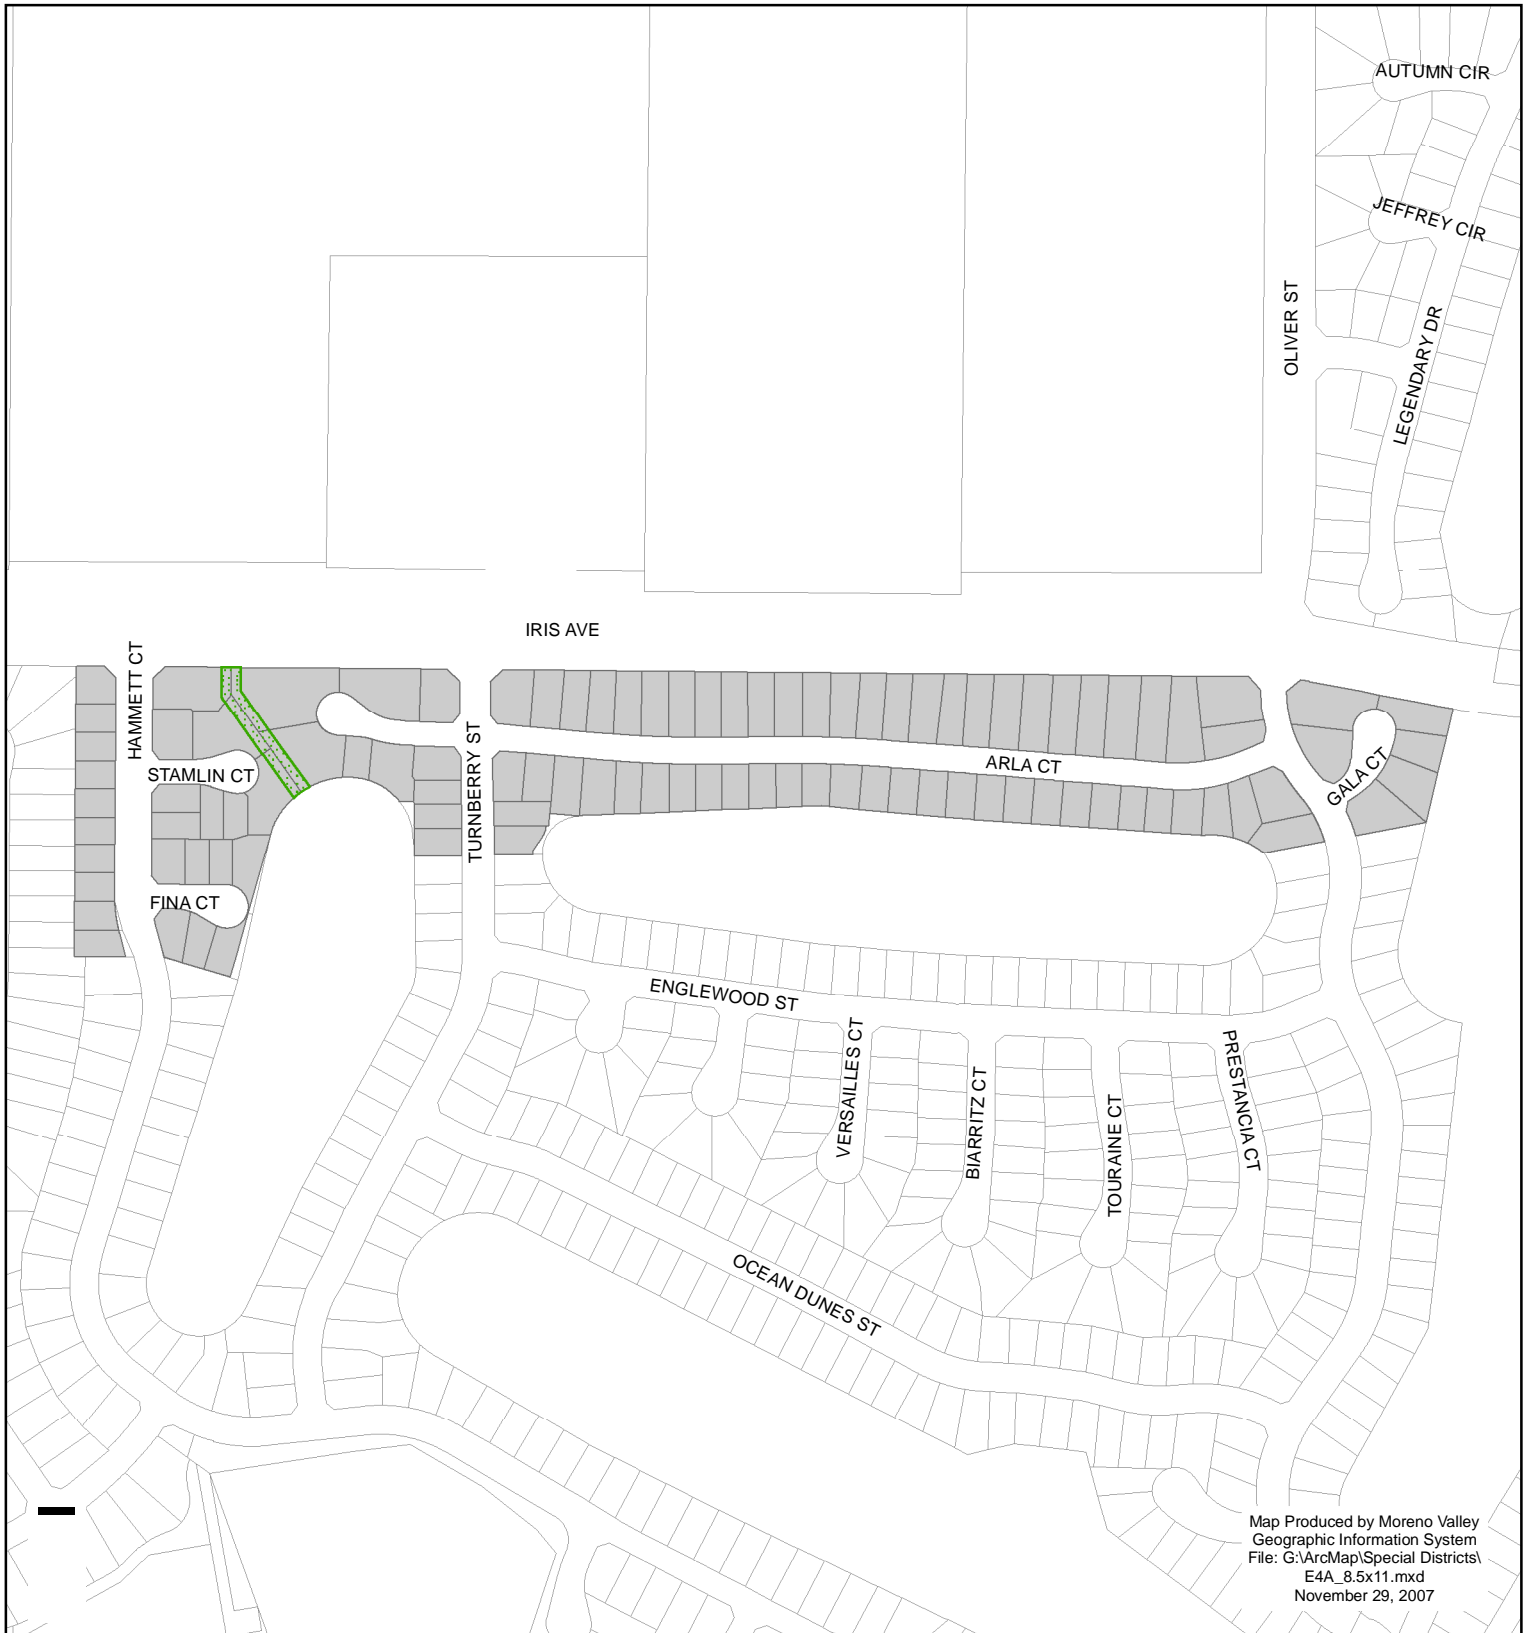 AUTUMN CIR
JEFFREY CIR
OLIVER ST
LEGENDARY DR
IRIS AVE
HAMMETT CT
TURNBERRY ST
STAMLIN CT
ARLA CT
GALA CT
FINA CT
ENGLEWOOD ST
VERSAILLES CT
BIARRITZ CT
TOURAINE CT
PRESTANCIA CT
OCEAN DUNES ST
Map Produced by Moreno Valley
Geographic Information System
File: G:\ArcMap\Special Districts\
E4A_8.5x11.mxd
November 29, 2007